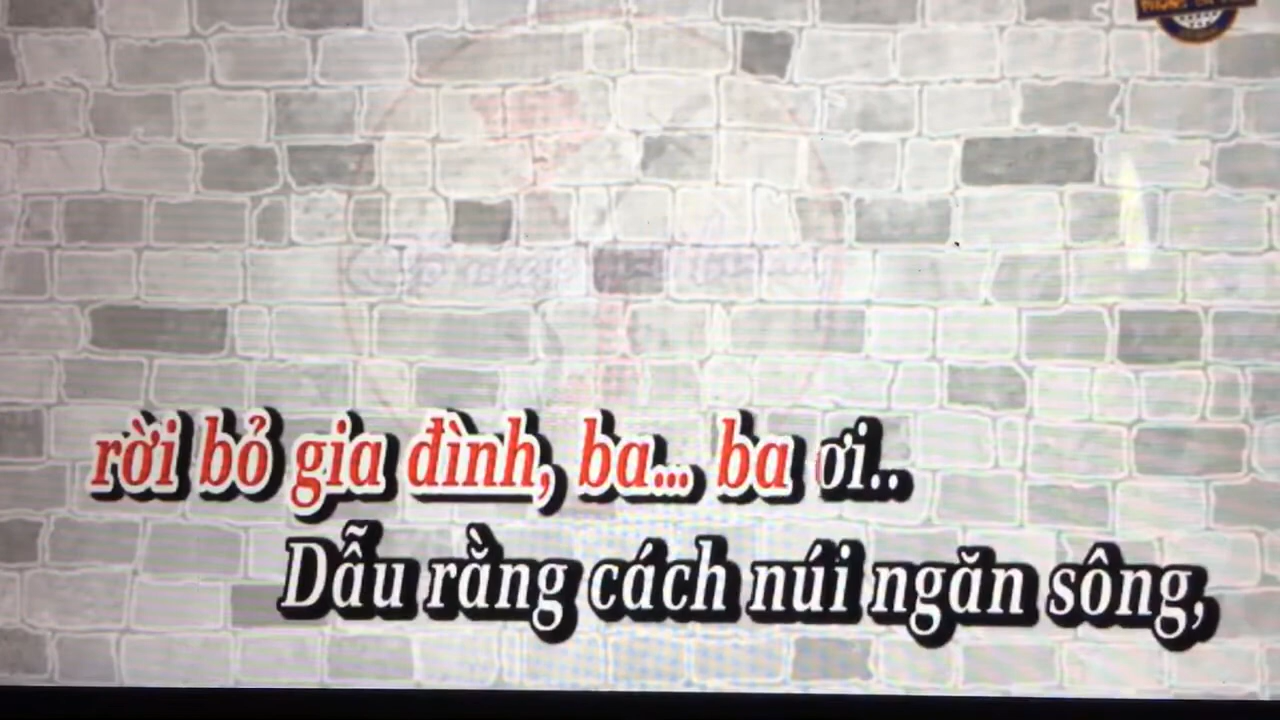 rời bỏ gia đình, ba... ba ơi..
Dẫu rằng cách núi ngăn sông,